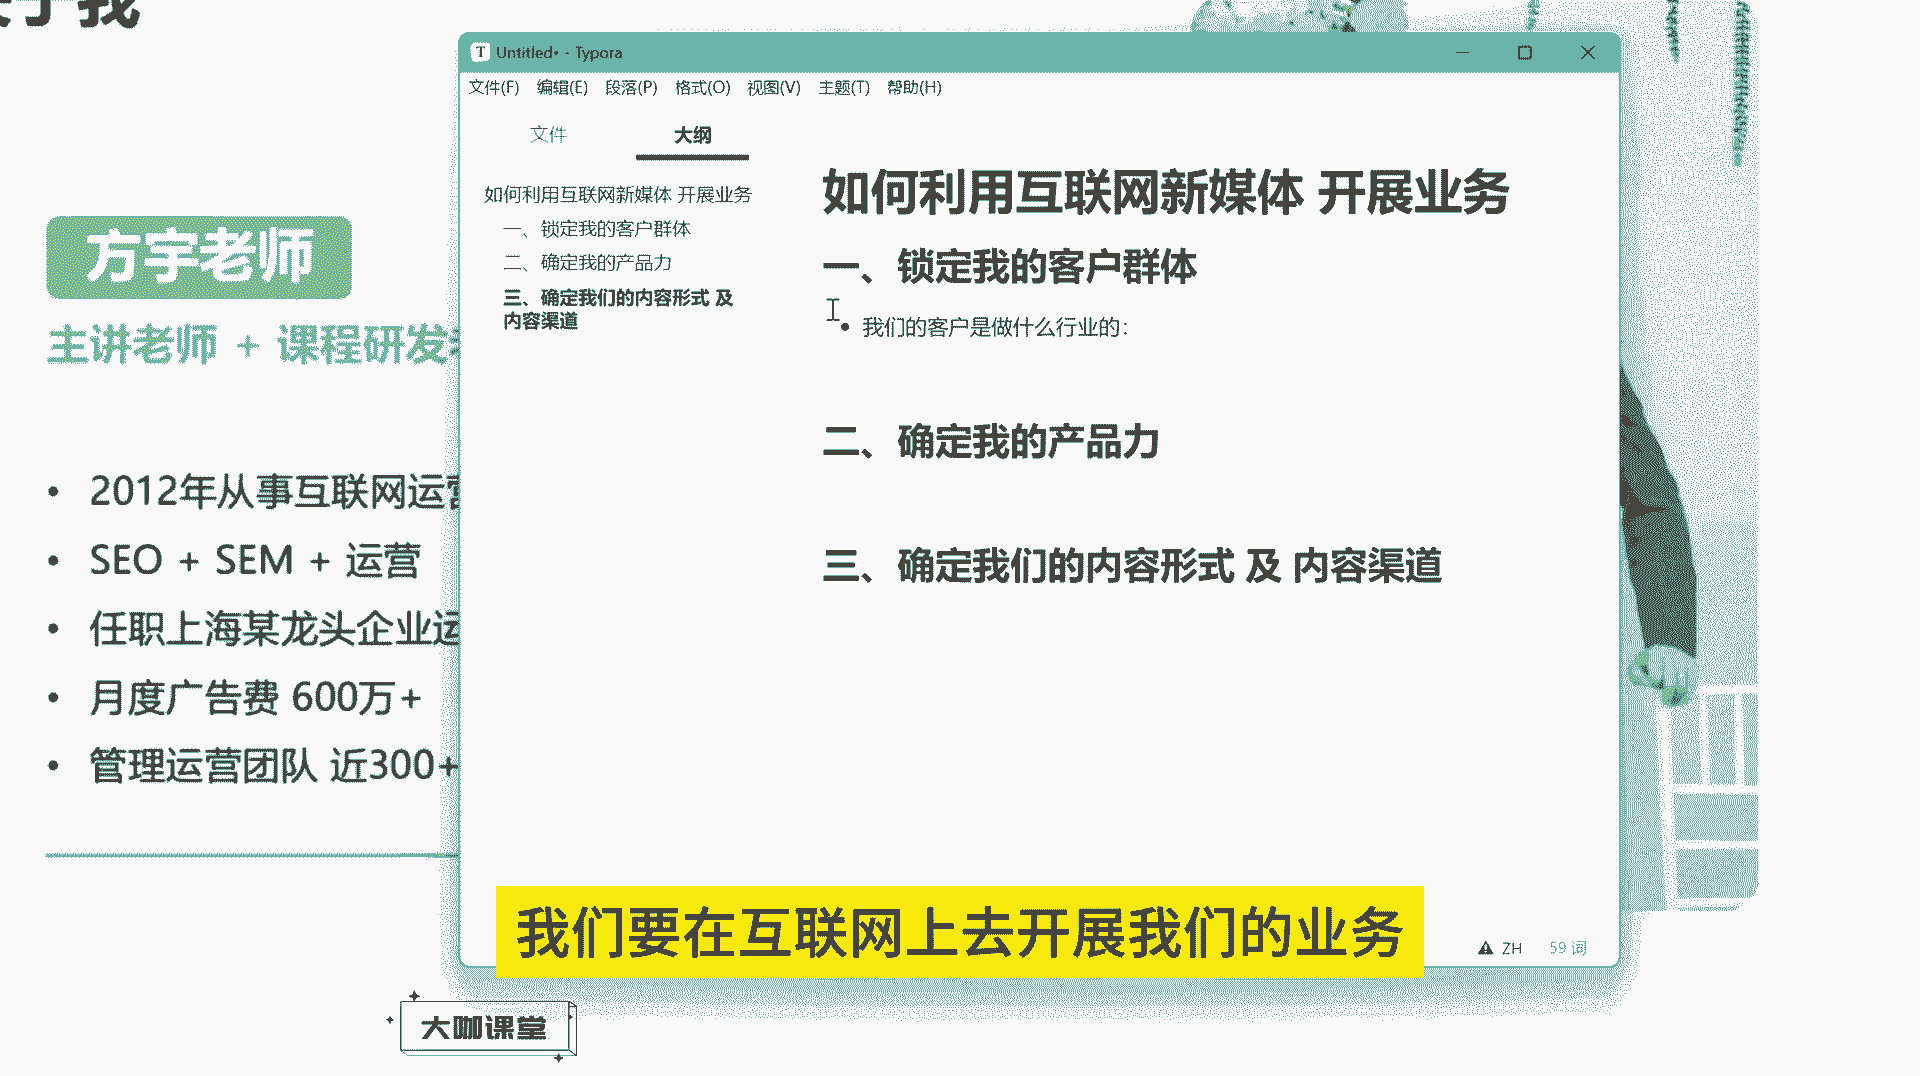 于我
方宇老师
主讲老师 + 课程研发
2012年从事互联网运营
SEO + SEM + 运营
任职上海某龙头企业运
月度广告费 600万+
管理运营团队 近300+
Untitled• - Typora
文件(F) 编辑(E) 段落(P) 格式(O) 视图(V) 主题(T) 帮助(H)
文件 大纲
如何利用互联网新媒体 开展业务
一、锁定我的客户群体
二、确定我的产品力
三、确定我们的内容形式 及
内容渠道
如何利用互联网新媒体 开展业务
一、锁定我的客户群体
我们的客户是做什么行业的：
二、确定我的产品力
三、确定我们的内容形式 及 内容渠道
我们要在互联网上去开展我们的业务
ZH 59 词
大咖课堂